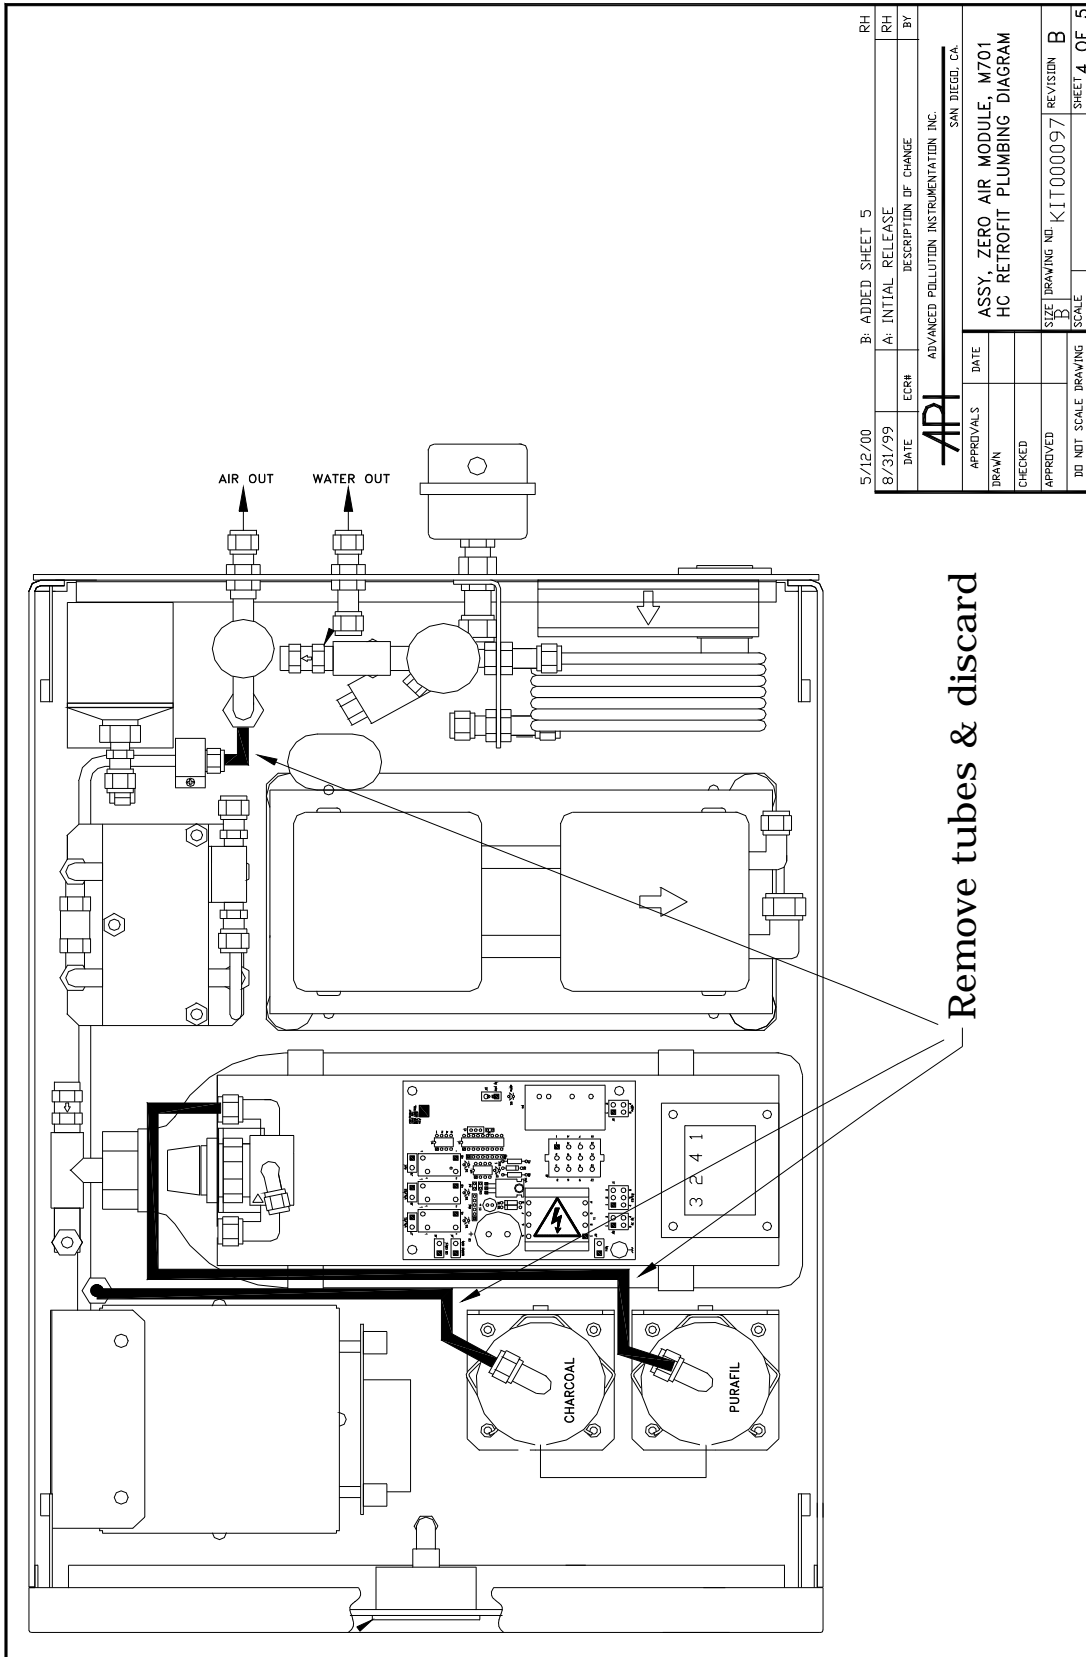 AIR OUT
WATER OUT
CHARCOAL
PURAFIL
3 2 4 1
Remove tubes & discard
5/12/00 B: ADDED SHEET 5 RH
8/31/99 A: INTIAL RELEASE RH
DATE ECR# DESCRIPTION OF CHANGE BY
API
ADVANCED POLLUTION INSTRUMENTATION INC.
SAN DIEGO, CA.
APPROVALS DATE
DRAWN
CHECKED
APPROVED
ASSY, ZERO AIR MODULE, M701
HC RETROFIT PLUMBING DIAGRAM
SIZE B DRAWING NO. KIT000097 REVISION B
DO NOT SCALE DRAWING SCALE SHEET 4 OF 5